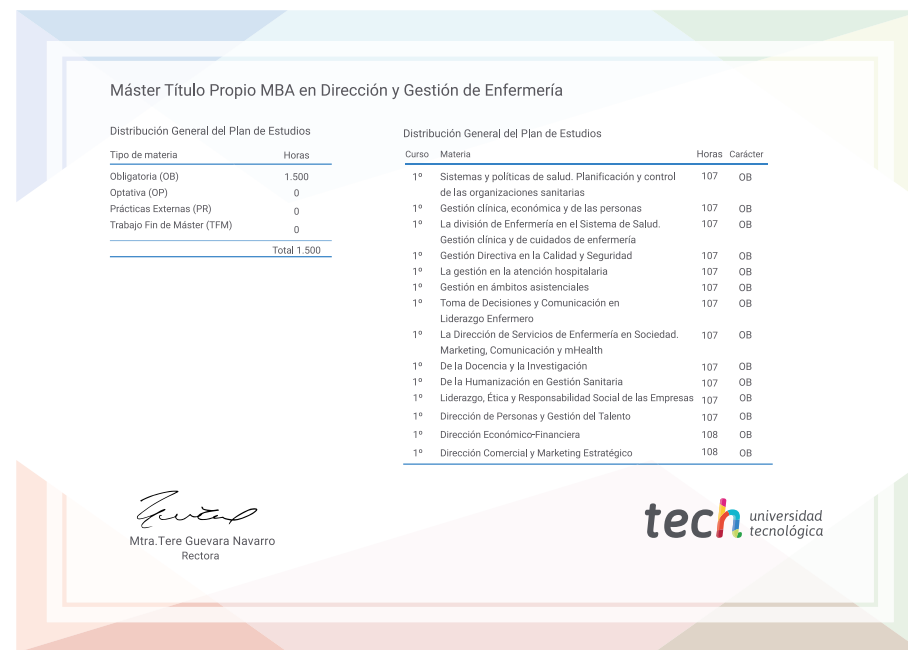 Máster Título Propio MBA en Dirección y Gestión de Enfermería
Distribución General del Plan de Estudios
Tipo de materia Horas
Obligatoria (OB) 1.500
Optativa (OP) 0
Prácticas Externas (PR) 0
Trabajo Fin de Máster (TFM) 0
Total 1.500
Distribución General del Plan de Estudios
Curso Materia Horas Carácter
1º Sistemas y políticas de salud. Planificación y control 107 OB
de las organizaciones sanitarias
1º Gestión clínica, económica y de las personas 107 OB
1º La división de Enfermería en el Sistema de Salud. 107 OB
Gestión clínica y de cuidados de enfermería
1º Gestión Directiva en la Calidad y Seguridad 107 OB
1º La gestión en la atención hospitalaria 107 OB
1º Gestión en ámbitos asistenciales 107 OB
1º Toma de Decisiones y Comunicación en 107 OB
Liderazgo Enfermero
1º La Dirección de Servicios de Enfermería en Sociedad. 107 OB
Marketing, Comunicación y mHealth
1º De la Docencia y la Investigación 107 OB
1º De la Humanización en Gestión Sanitaria 107 OB
1º Liderazgo, Ética y Responsabilidad Social de las Empresas 107 OB
1º Dirección de Personas y Gestión del Talento 107 OB
1º Dirección Económico-Financiera 108 OB
1º Dirección Comercial y Marketing Estratégico 108 OB
Mtra.Tere Guevara Navarro
Rectora
tech universidad
tecnológica